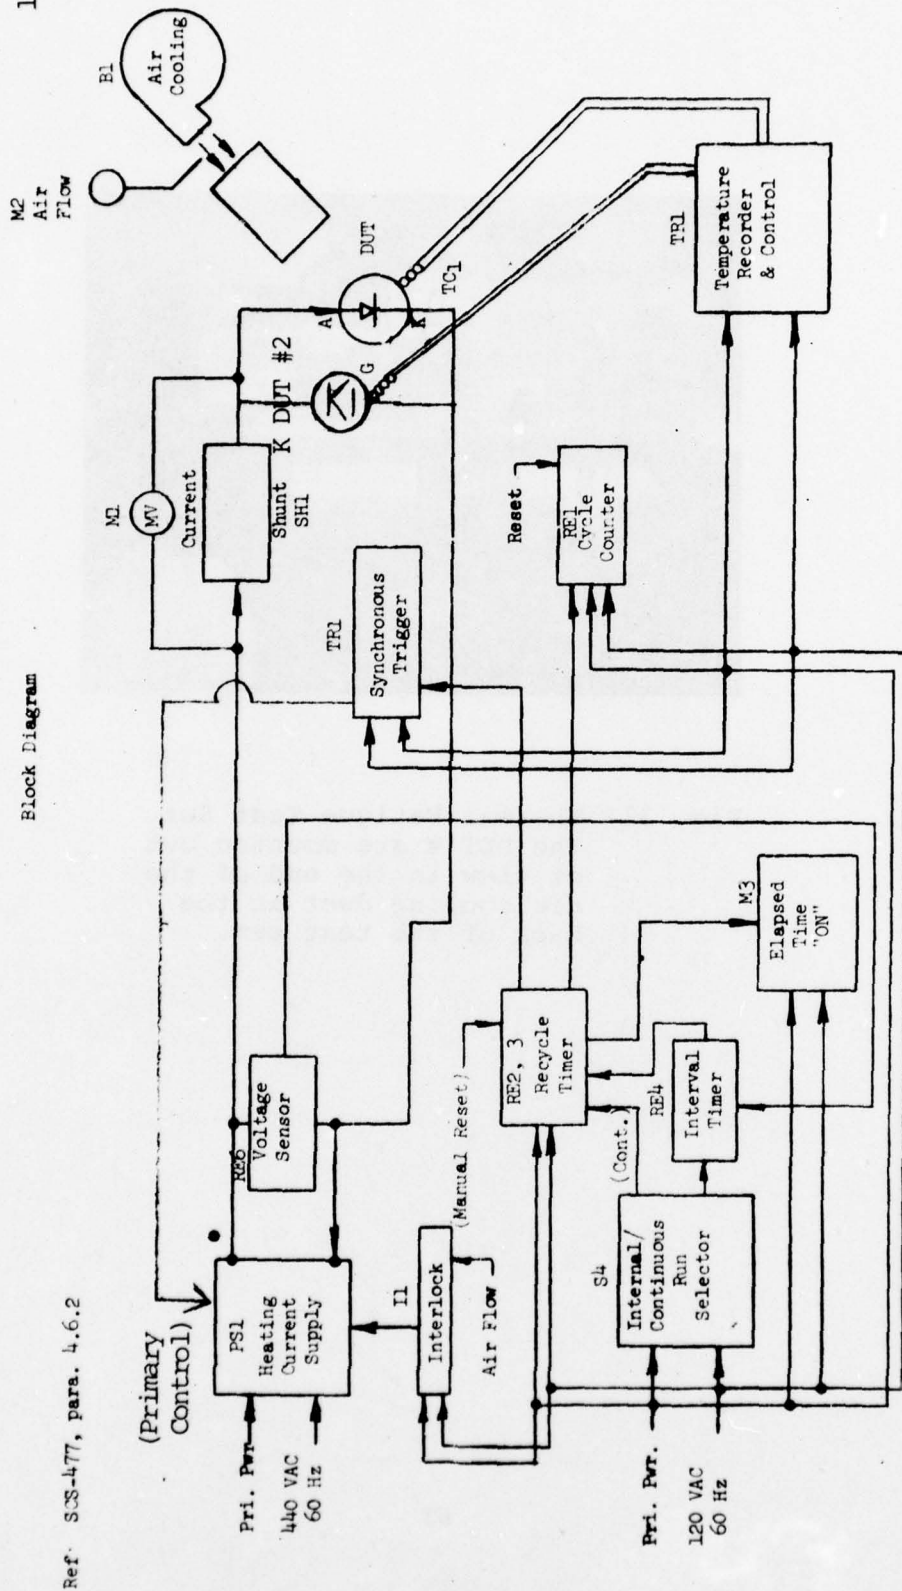 Ref. SCS-477, para. 4.6.2
Block Diagram
1
(Primary
Control)
Pri. Pwr
440 VAC
60 Hz
PS1
Heating
Current
Supply
RE5
Voltage
Sensor
M1
MV
Current
Shunt
SH1
K DUT #2
A
K
G
DUT
TC1
M2
Air
Flow
B1
Air
Cooling
I1
Interlock
Air Flow
(Manual Reset)
RE2, 3
Recycle
Timer
TR1
Synchronous
Trigger
Reset
RE1
Cycle
Counter
TR1
Temperature
Recorder
& Control
Pri. Pwr.
120 VAC
60 Hz
S4
Internal/
Continuous
Run
Selector
(Cont.)
RE4
Interval
Timer
M3
Elapsed
Time
"ON"